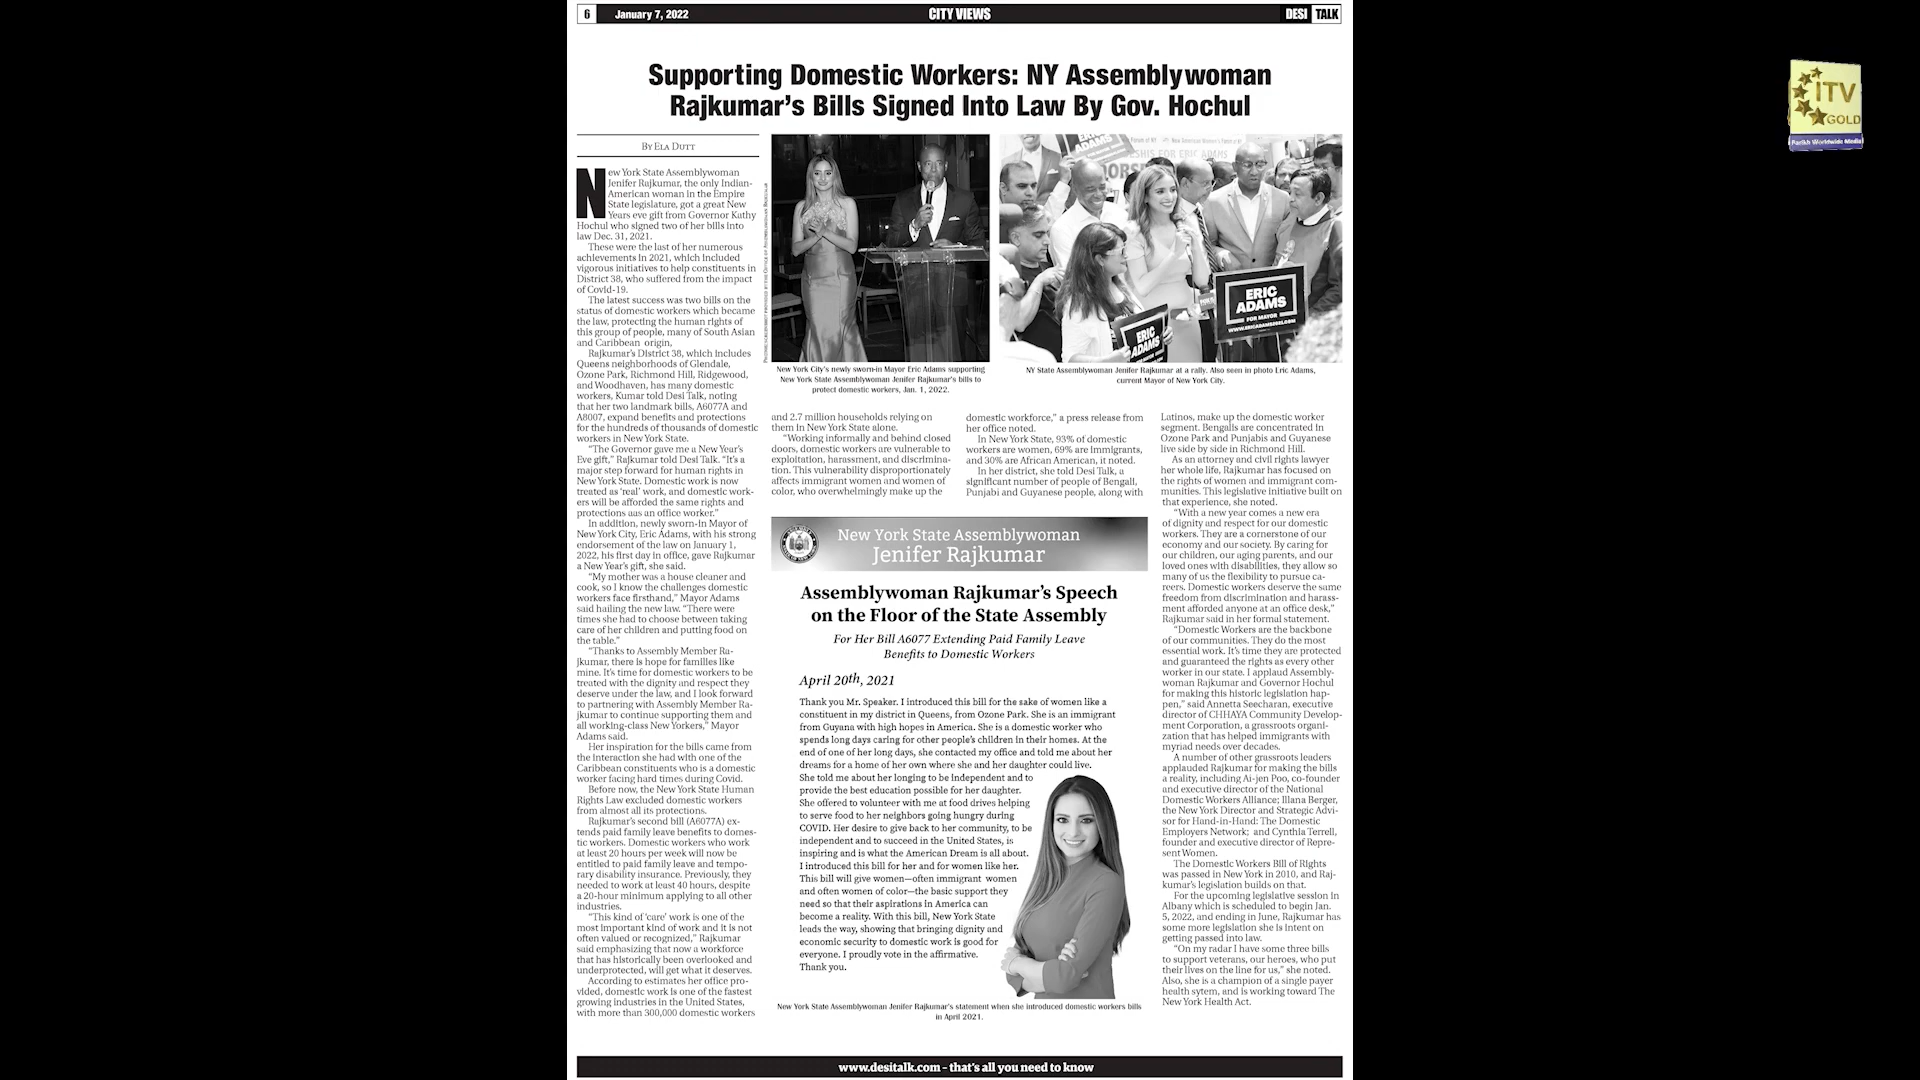 6 January 7, 2022 CITY VIEWS DESI TALK
Supporting Domestic Workers: NY Assemblywoman
Rajkumar's Bills Signed Into Law By Gov. Hochul
By Ela Dutt
New York State Assemblywoman
Jenifer Rajkumar, the only Indian-
American woman in the Empire
State legislature, got a great New
Years eve gift from Governor Kathy
Hochul who signed two of her bills into
law Dec. 31, 2021.
These were the last of her numerous
achievements in 2021, which included
vigorous initiatives to help constituents in
District 38, who suffered from the impact
of Covid-19.
The latest success was two bills on the
status of domestic workers which became
the law, protecting the human rights of
this group of people, many of South Asian
and Caribbean origin,
Rajkumar's District 38, which includes
Queens neighborhoods of Glendale,
Ozone Park, Richmond Hill, Ridgewood,
and Woodhaven, has many domestic
workers, Kumar told Desi Talk, noting
that her two landmark bills, A6077A and
A8007, expand benefits and protections
for the hundreds of thousands of domestic
workers in New York State.
"The Governor gave me a New Year's
Eve gift," Rajkumar told Desi Talk. "It's a
major step forward for human rights in
New York State. Domestic work is now
treated as 'real' work, and domestic work-
ers will be afforded the same rights and
protections aas an office worker."
In addition, newly sworn-in Mayor of
New York City, Eric Adams, with his strong
endorsement of the law on January 1,
2022, his first day in office, gave Rajkumar
a New Year's gift, she said.
"My mother was a house cleaner and
cook, so I know the challenges domestic
workers face firsthand," Mayor Adams
said hailing the new law. "There were
times she had to choose between taking
care of her children and putting food on
the table."
"Thanks to Assembly Member Ra-
jkumar, there is hope for families like
mine. It's time for domestic workers to be
treated with the dignity and respect they
deserve under the law, and I look forward
to partnering with Assembly Member Ra-
jkumar to continue supporting them and
all working-class New Yorkers," Mayor
Adams said.
Her inspiration for the bills came from
the interaction she had with one of the
Caribbean constituents who is a domestic
worker facing hard times during Covid.
Before now, the New York State Human
Rights Law excluded domestic workers
from almost all its protections.
Rajkumar's second bill (A6077A) ex-
tends paid family leave benefits to domes-
tic workers. Domestic workers who work
at least 20 hours per week will now be
entitled to paid family leave and tempo-
rary disability insurance. Previously, they
needed to work at least 40 hours, despite
a 20-hour minimum applying to all other
industries.
"This kind of 'care' work is one of the
most important kind of work and it is not
often valued or recognized," Rajkumar
said emphasizing that now a workforce
that has historically been overlooked and
underprotected, will get what it deserves.
According to estimates her office pro-
vided, domestic work is one of the fastest
growing industries in the United States,
with more than 300,000 domestic workers
New York City's newly sworn-in Mayor Eric Adams supporting
New York State Assemblywoman Jenifer Rajkumar's bills to
protect domestic workers, Jan. 1, 2022.
ADAMS
ERIC
ADAMS
FOR MAYOR
ERIC
ADAMS
NY State Assemblywoman Jenifer Rajkumar at a rally. Also seen in photo Eric Adams,
current Mayor of New York City.
and 2.7 million households relying on
them in New York State alone.
"Working informally and behind closed
doors, domestic workers are vulnerable to
exploitation, harassment, and discrimina-
tion. This vulnerability disproportionately
affects immigrant women and women of
color, who overwhelmingly make up the
domestic workforce," a press release from
her office noted.
In New York State, 93% of domestic
workers are women, 69% are immigrants,
and 30% are African American, it noted.
In her district, she told Desi Talk, a
significant number of people of Bengali,
Punjabi and Guyanese people, along with
New York State Assemblywoman
Jenifer Rajkumar
Assemblywoman Rajkumar's Speech
on the Floor of the State Assembly
For Her Bill A6077 Extending Paid Family Leave
Benefits to Domestic Workers
April 20th, 2021
Thank you Mr. Speaker. I introduced this bill for the sake of women like a
constituent in my district in Queens, from Ozone Park. She is an immigrant
from Guyana with high hopes in America. She is a domestic worker who
spends long days caring for other people's children in their homes. At the
end of one of her long days, she contacted my office and told me about her
dreams for a home of her own where she and her daughter could live.
She told me about her longing to be independent and to
provide the best education possible for her daughter.
She offered to volunteer with me at food drives helping
to serve food to her neighbors going hungry during
COVID. Her desire to give back to her community, to be
independent and to succeed in the United States, is
inspiring and is what the American Dream is all about.
I introduced this bill for her and for women like her.
This bill will give women—often immigrant women
and often women of color—the basic support they
need so that their aspirations in America can
become a reality. With this bill, New York State
leads the way, showing that bringing dignity and
economic security to domestic work is good for
everyone. I proudly vote in the affirmative.
Thank you.
New York State Assemblywoman Jenifer Rajkumar's statement when she introduced domestic workers bills
in April 2021.
Latinos, make up the domestic worker
segment. Bengalis are concentrated in
Ozone Park and Punjabis and Guyanese
live side by side in Richmond Hill.
As an attorney and civil rights lawyer
her whole life, Rajkumar has focused on
the rights of women and immigrant com-
munities. This legislative initiative built on
that experience, she noted.
"With a new year comes a new era
of dignity and respect for our domestic
workers. They are a cornerstone of our
economy and our society. By caring for
our children, our aging parents, and our
loved ones with disabilities, they allow so
many of us the flexibility to pursue ca-
reers. Domestic workers deserve the same
freedom from discrimination and harass-
ment afforded anyone at an office desk,"
Rajkumar said in her formal statement.
"Domestic Workers are the backbone
of our communities. They do the most
essential work. It's time they are protected
and guaranteed the rights as every other
worker in our state. I applaud Assembly-
woman Rajkumar and Governor Hochul
for making this historic legislation hap-
pen," said Annetta Seecharan, executive
director of CHHAYA Community Develop-
ment Corporation, a grassroots organi-
zation that has helped immigrants with
myriad needs over decades.
A number of other grassroots leaders
applauded Rajkumar for making the bills
a reality, including Ai-jen Poo, co-founder
and executive director of the National
Domestic Workers Alliance; Illana Berger,
the New York Director and Strategic Advi-
sor for Hand-in-Hand: The Domestic
Employers Network; and Cynthia Terrell,
founder and executive director of Repre-
sent Women.
The Domestic Workers Bill of Rights
was passed in New York in 2010, and Raj-
kumar's legislation builds on that.
For the upcoming legislative session in
Albany which is scheduled to begin Jan.
5, 2022, and ending in June, Rajkumar has
some more legislation she is intent on
getting passed into law.
"On my radar I have some three bills
to support veterans, our heroes, who put
their lives on the line for us," she noted.
Also, she is a champion of a single payer
health sytem, and is working toward The
New York Health Act.
www.desitalk.com – that's all you need to know
ITV
GOLD
Parikh Worldwide Media